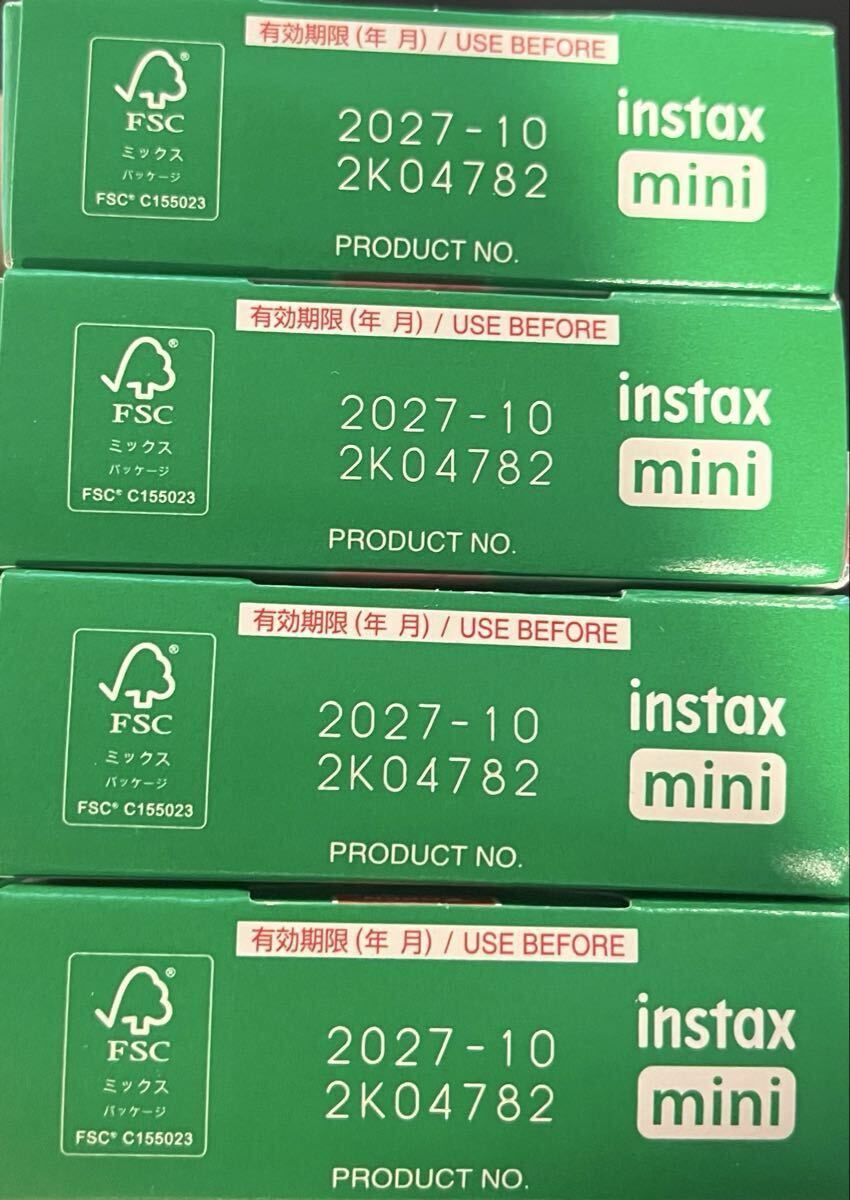 有効期限(年 月) / USE BEFORE
FSC®
ミックス
パッケージ
FSC® C155023
2027-10
2K04782
PRODUCT NO.
instax
mini
有効期限(年 月) / USE BEFORE
FSC®
ミックス
パッケージ
FSC® C155023
2027-10
2K04782
PRODUCT NO.
instax
mini
有効期限(年 月) / USE BEFORE
FSC®
ミックス
パッケージ
FSC® C155023
2027-10
2K04782
PRODUCT NO.
instax
mini
有効期限(年 月) / USE BEFORE
FSC®
ミックス
パッケージ
FSC® C155023
2027-10
2K04782
PRODUCT NO.
instax
mini